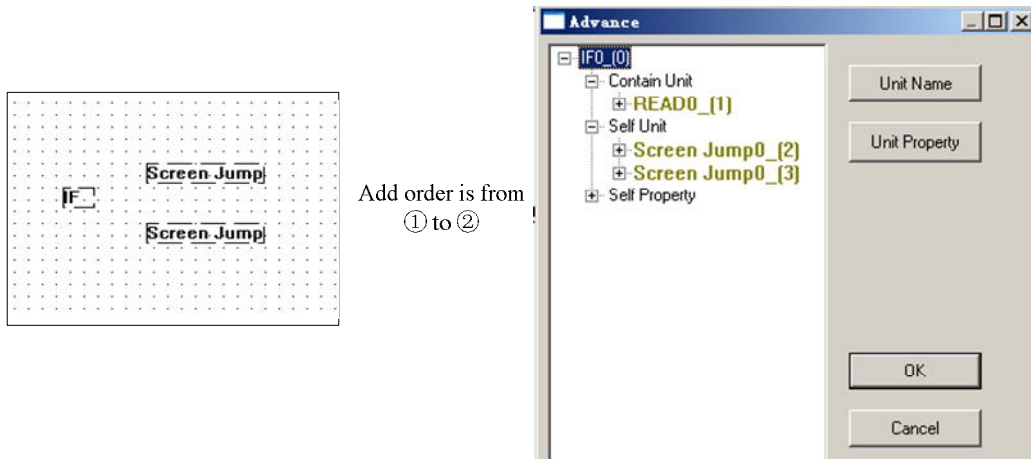 Screen Jump
IF
Screen Jump
Add order is from
① to ②
Advance
IF0_(0)
Contain Unit
READ0_(1)
Self Unit
Screen Jump0_(2)
Screen Jump0_(3)
Self Property
Unit Name
Unit Property
OK
Cancel